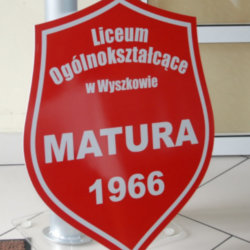 Liceum
Ogólnokształcące
w Wyszkowie
MATURA
1966